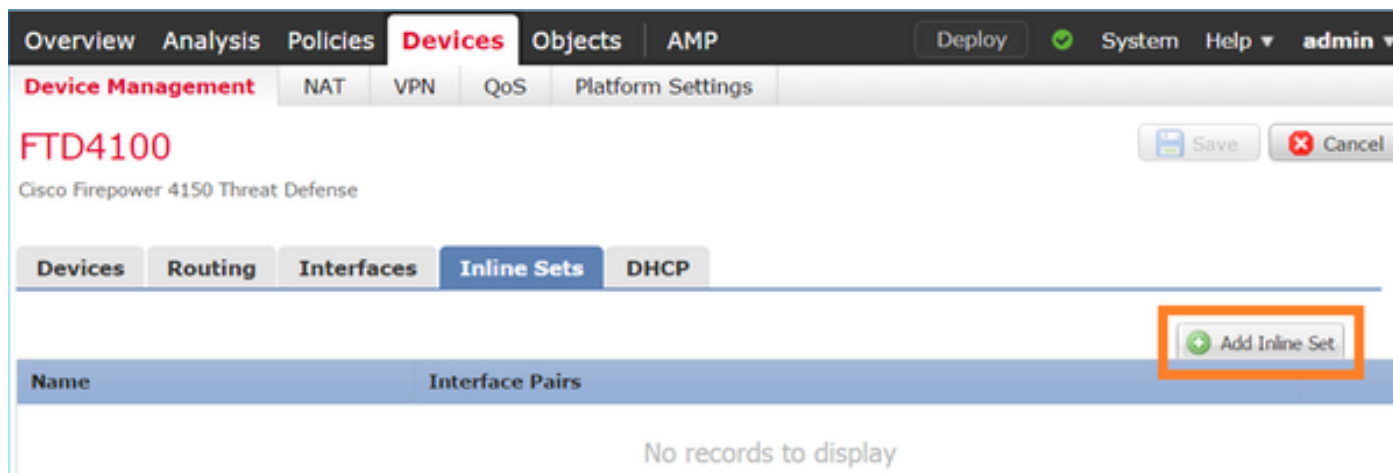 Overview Analysis Policies Devices Objects AMP Deploy System Help admin
Device Management NAT VPN QoS Platform Settings
FTD4100
Save Cancel
Cisco Firepower 4150 Threat Defense
Devices Routing Interfaces Inline Sets DHCP
Add Inline Set
Name Interface Pairs
No records to display